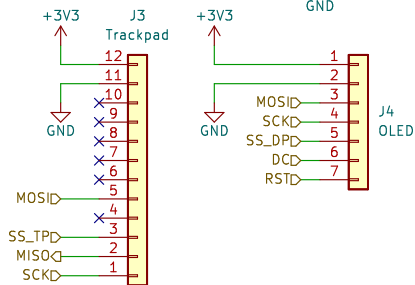 GND
+3V3
J3
Trackpad
12
11
10
9
8
7
6
5
4
3
2
1
GND
MOSI
SS_TP
MISO
SCK
+3V3
1
2
3
4
5
6
7
GND
MOSI
SCK
SS_DP
DC
RST
J4
OLED